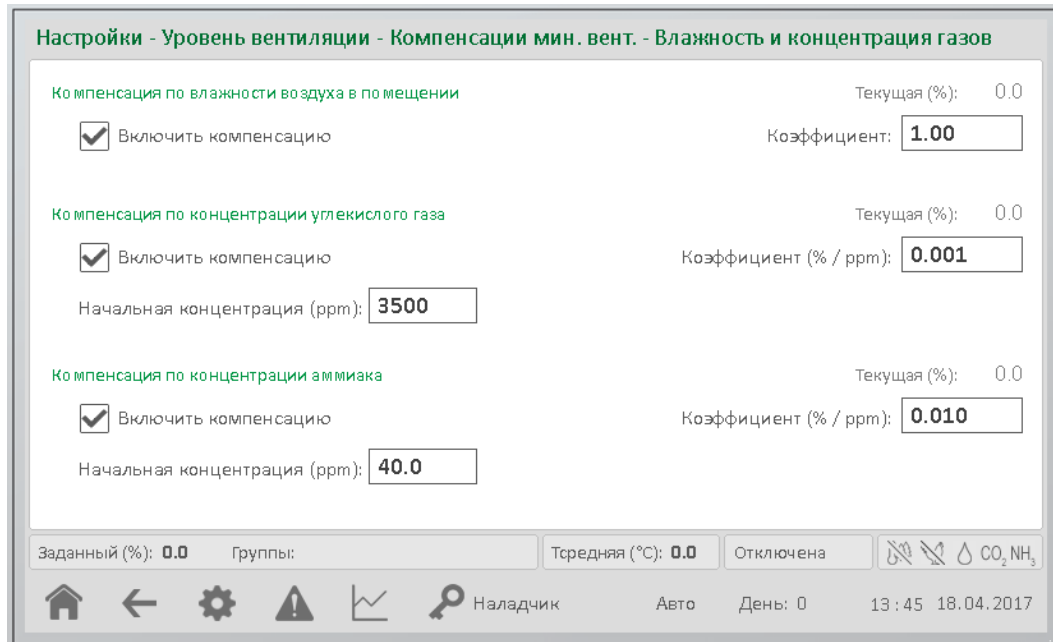 Настройки - Уровень вентиляции - Компенсации мин. вент. - Влажность и концентрация газов
Компенсация по влажности воздуха в помещении Текущая (%): 0.0
Включить компенсацию Коэффициент: 1.00
Компенсация по концентрации углекислого газа Текущая (%): 0.0
Включить компенсацию Коэффициент (% / ppm): 0.001
Начальная концентрация (ppm): 3500
Компенсация по концентрации аммиака Текущая (%): 0.0
Включить компенсацию Коэффициент (% / ppm): 0.010
Начальная концентрация (ppm): 40.0
Заданный (%): 0.0 Группы: Тсредняя (°C): 0.0 Отключена CO₂ NH₃
Наладчик Авто День: 0 13:45 18.04.2017